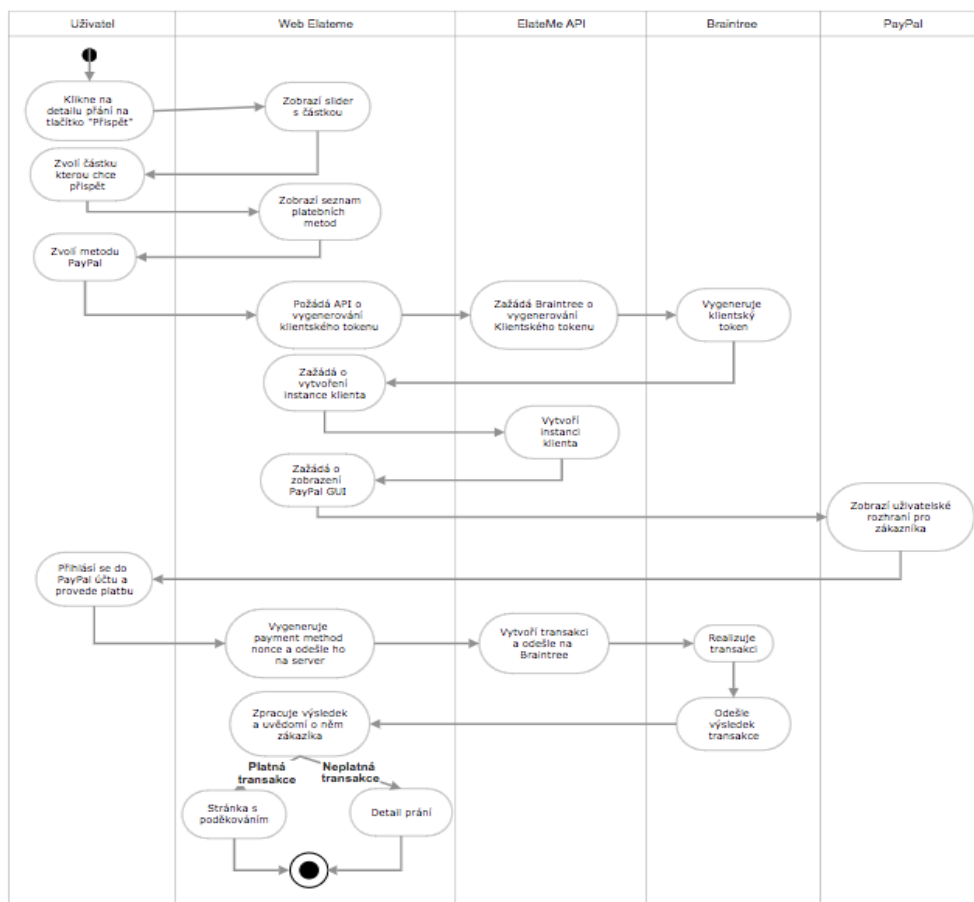 Uživatel
Web Elateme
ElateMe API
Braintree
PayPal
Klikne na
detailu přání na
tlačítko "Přispět"
Zobrazí slider
s částkou
Zvolí částku
kterou chce
přispět
Zobrazí seznam
platebních
metod
Zvolí metodu
PayPal
Požádá API o
vygenerování
klientského tokenu
Zažádá Braintree o
vygenerování
Klientského tokenu
Vygeneruje
klientský
token
Zažádá o
vytvoření
instance klienta
Vytvoří
instanci
klienta
Zažádá o
zobrazení
PayPal GUI
Zobrazí uživatelské
rozhraní pro
zákazníka
Přihlásí se do
PayPal účtu a
provede platbu
Vygeneruje
payment method
nonce a odešle ho
na server
Vytvoří transakci
a odešle na
Braintree
Realizuje
transakci
Zpracuje výsledek
a uvědomí o něm
zákazíka
Odešle
výsledek
transakce
Platná
transakce
Neplatná
transakce
Stránka s
poděkováním
Detail prání